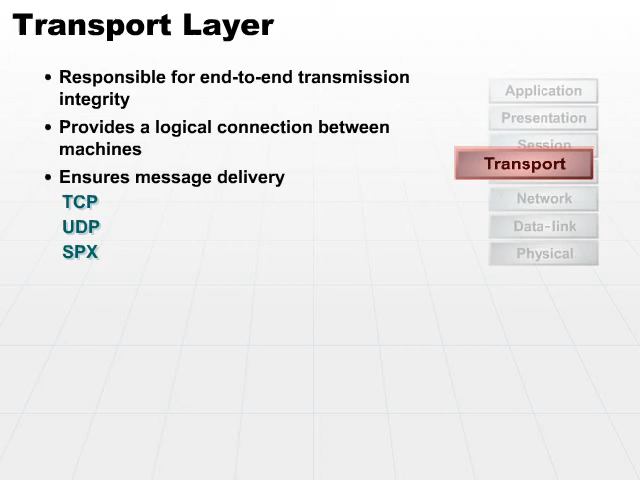 Transport Layer
• Responsible for end-to-end transmission
integrity
• Provides a logical connection between
machines
• Ensures message delivery
TCP
UDP
SPX
Application
Presentation
Session
Transport
Network
Data-link
Physical